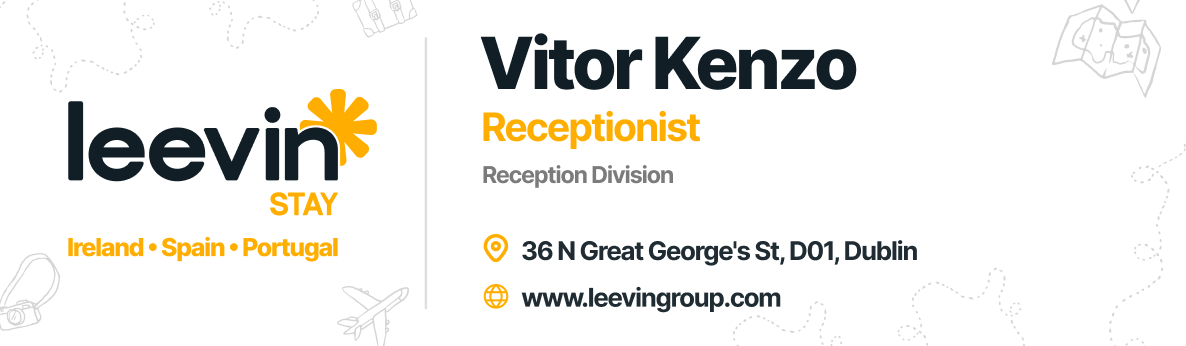 leevin
STAY
Ireland • Spain • Portugal
Vitor Kenzo
Receptionist
Reception Division
36 N Great George's St, D01, Dublin
www.leevingroup.com